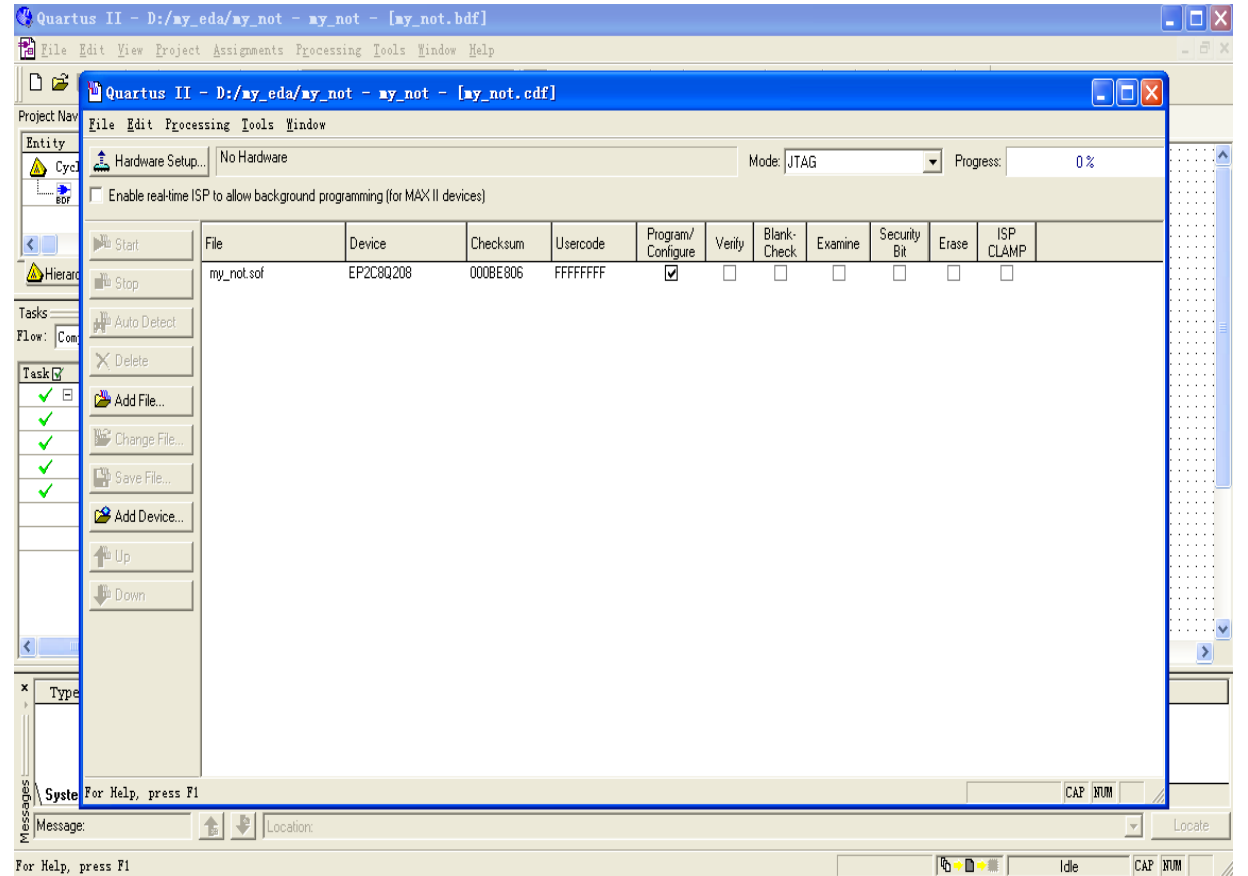 Quartus II - D:/my_eda/my_not - my_not - [my_not.bdf]
File Edit View Project Assignments Processing Tools Window Help
Quartus II - D:/my_eda/my_not - my_not - [my_not.cdf]
Project Nav
File Edit Processing Tools Window
Entity
Hardware Setup... No Hardware Mode: JTAG Progress: 0 %
Cycl
Enable real-time ISP to allow background programming (for MAX II devices)
BDF
Start File Device Checksum Usercode Program/Configure Verify Blank-Check Examine Security Bit Erase ISP CLAMP
Hierarc
my_not.sof EP2C8Q208 000BE806 FFFFFFFF
Stop
Tasks
Auto Detect
Flow: Com
Delete
Task
Add File...
Change File...
Save File...
Add Device...
Up
Down
Type
Syste
For Help, press F1 CAP NUM
Messages
Message: Location: Locate
For Help, press F1 Idle CAP NUM